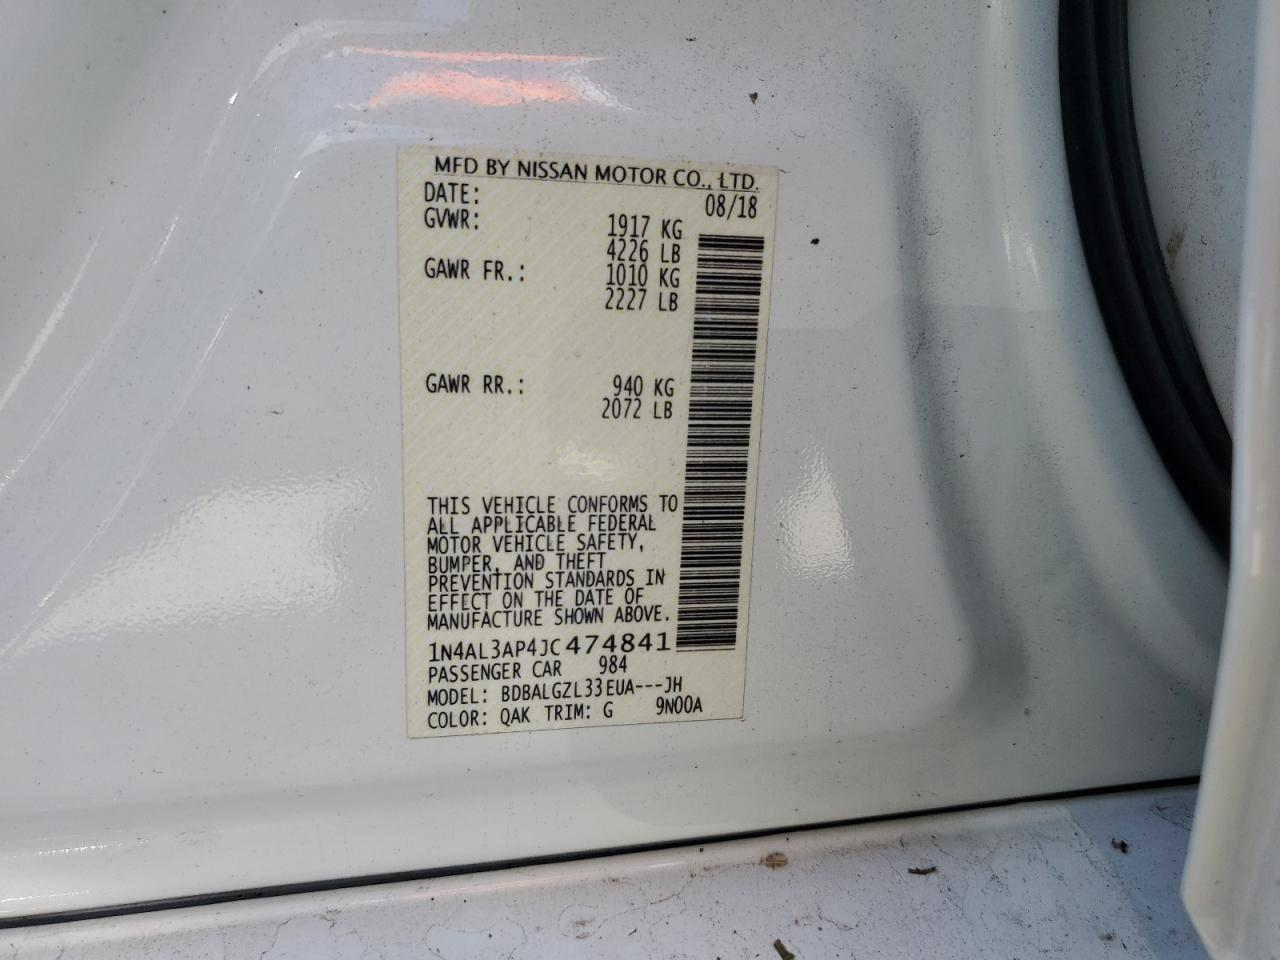 MFD BY NISSAN MOTOR CO., LTD.
DATE: 08/18
GVWR: 1917 KG
4226 LB
GAWR FR.: 1010 KG
2227 LB
GAWR RR.: 940 KG
2072 LB
THIS VEHICLE CONFORMS TO
ALL APPLICABLE FEDERAL
MOTOR VEHICLE SAFETY,
BUMPER, AND THEFT
PREVENTION STANDARDS IN
EFFECT ON THE DATE OF
MANUFACTURE SHOWN ABOVE.
1N4AL3AP4JC474841
PASSENGER CAR 984
MODEL: BDBALGZL33EUA---JH
COLOR: QAK TRIM: G 9N00A